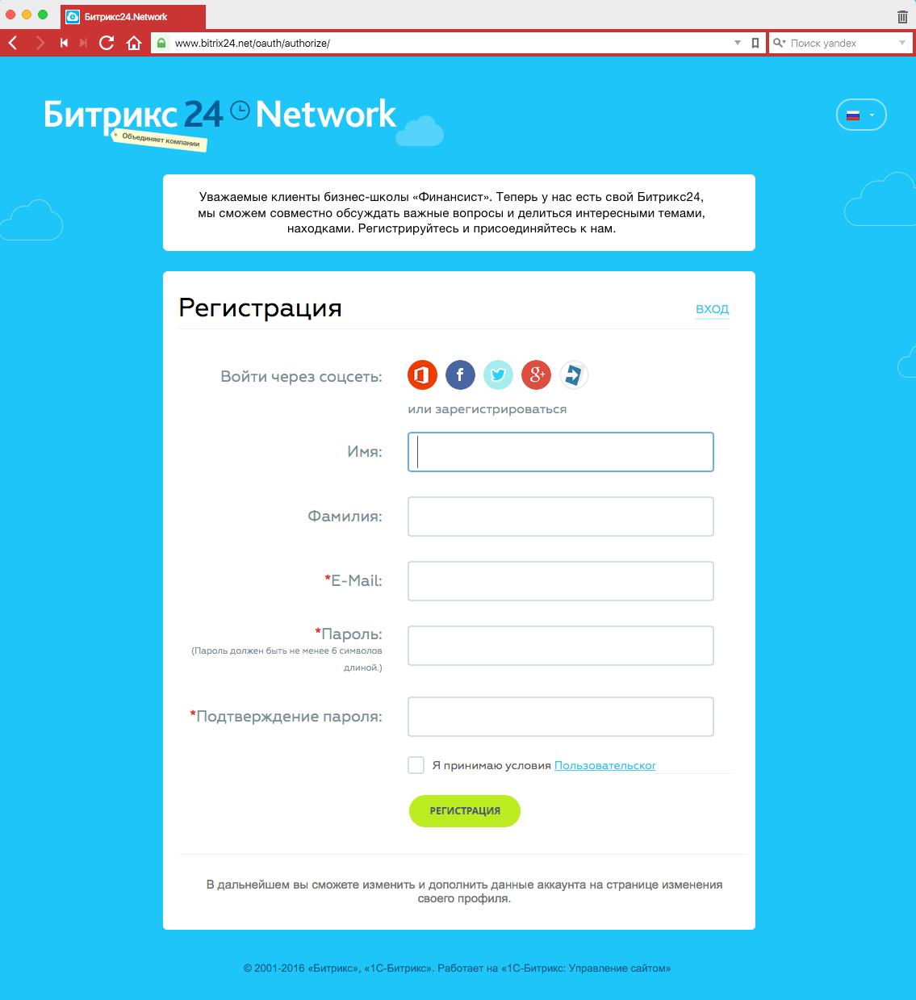 Битрикс24.Network
www.bitrix24.net/oauth/authorize/
Поиск yandex
Битрикс 24 Network
Объединяет компании
Уважаемые клиенты бизнес-школы «Финансист». Теперь у нас есть свой Битрикс24,
мы сможем совместно обсуждать важные вопросы и делиться интересными темами,
находками. Регистрируйтесь и присоединяйтесь к нам.
Регистрация
ВХОД
Войти через соцсеть:
f
g+
или зарегистрироваться
Имя:
Фамилия:
*E-Mail:
*Пароль:
(Пароль должен быть не менее 6 символов
длиной.)
*Подтверждение пароля:
Я принимаю условия Пользовательског
РЕГИСТРАЦИЯ
В дальнейшем вы сможете изменить и дополнить данные аккаунта на странице изменения
своего профиля.
© 2001-2016 «Битрикс», «1С-Битрикс». Работает на «1С-Битрикс: Управление сайтом»